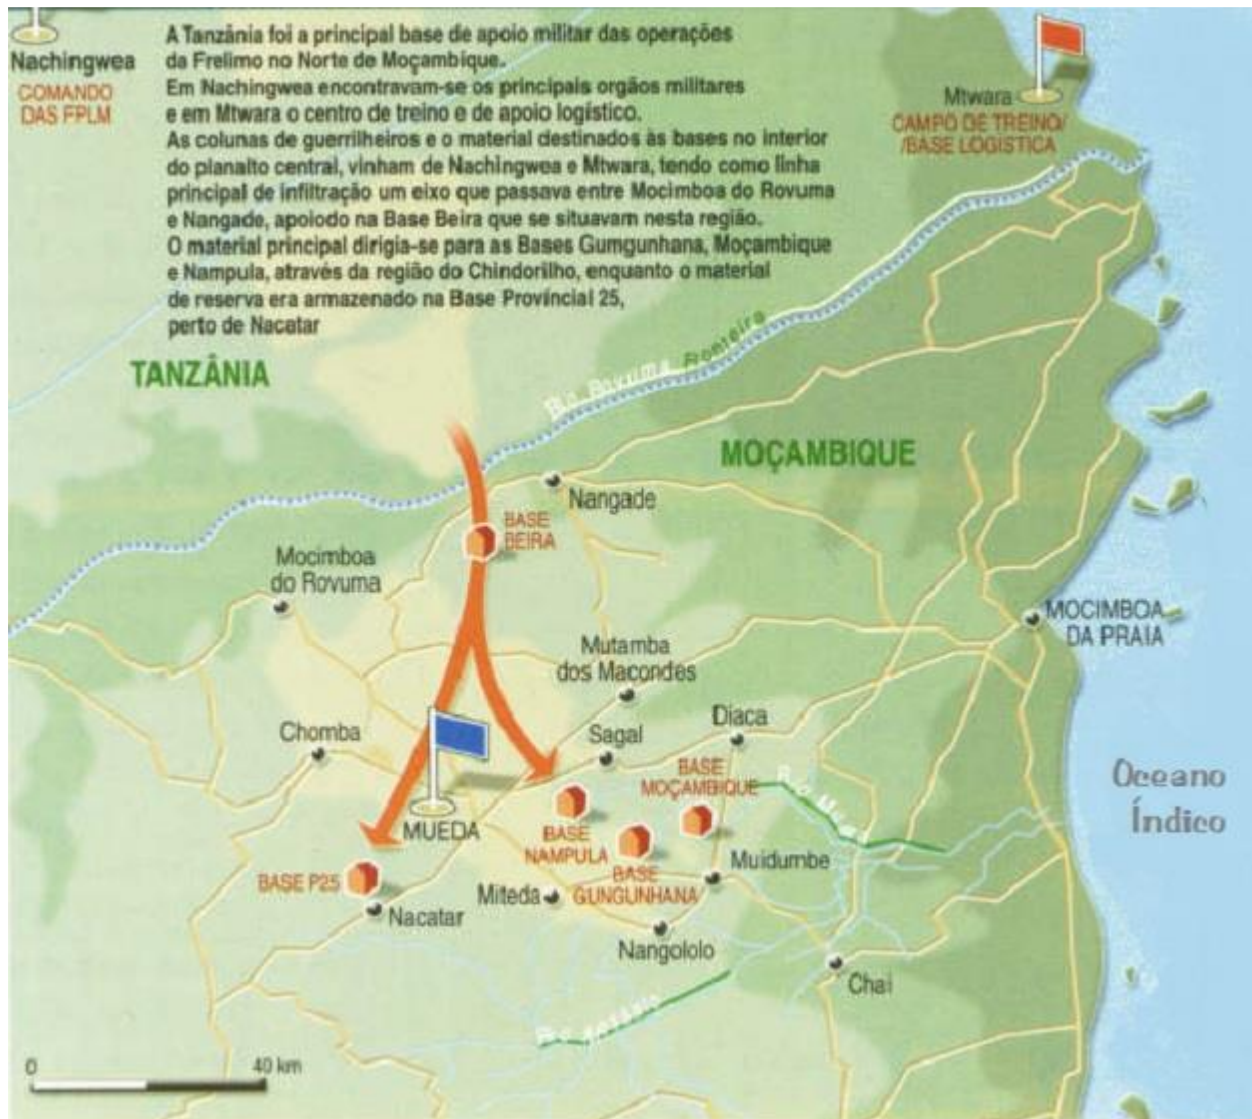 A Tanzânia foi a principal base de apoio militar das operações
da Frelimo no Norte de Moçambique.
Em Nachingwea encontravam-se os principais orgãos militares
e em Mtwara o centro de treino e de apoio logístico.
As colunas de guerrilheiros e o material destinados às bases no interior
do planalto central, vinham de Nachingwea e Mtwara, tendo como linha
principal de infiltração um eixo que passava entre Mocimboa do Rovuma
e Nangade, apoiodo na Base Beira que se situavam nesta região.
O material principal dirigia-se para as Bases Gumgunhana, Moçambique
e Nampula, através da região do Chindorilho, enquanto o material
de reserva era armazenado na Base Províncial 25,
perto de Nacatar
Nachingwea
COMANDO
DAS FPLM
Mtwara
CAMPO DE TREINO/
/BASE LOGÍSTICA
TANZÂNIA
Rio Rovuma Fronteira
MOÇAMBIQUE
Nangade
BASE
BEIRA
Mocimboa
do Rovuma
MOCIMBOA
DA PRAIA
Mutamba
dos Macondes
Diaca
Sagal
Chomba
BASE
MOÇAMBIQUE
Oceano
Índico
MUEDA
BASE
NAMPULA
Rio
Muidumbe
BASE
GUNGUNHANA
BASE P25
Miteda
Nacatar
Nangololo
Chai
Rio
0 40 km